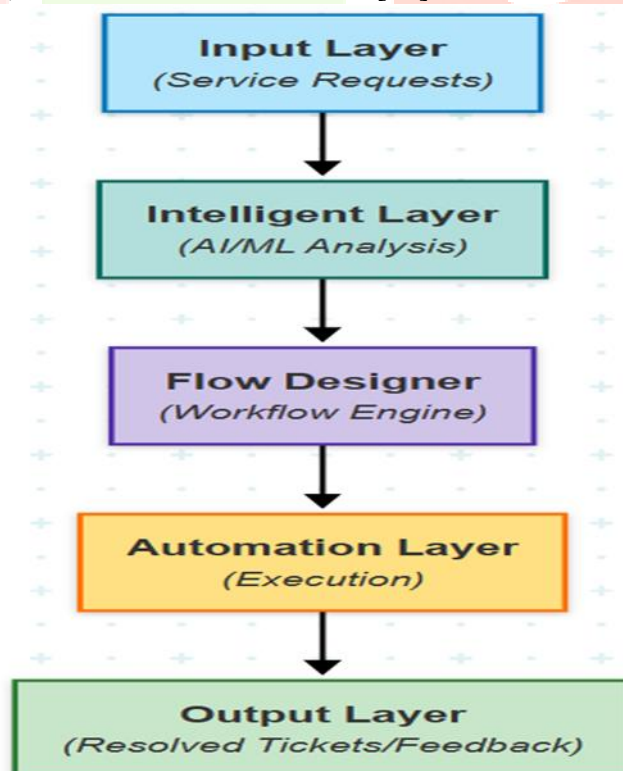 Input Layer
(Service Requests)
Intelligent Layer
(AI/ML Analysis)
Flow Designer
(Workflow Engine)
Automation Layer
(Execution)
Output Layer
(Resolved Tickets/Feedback)